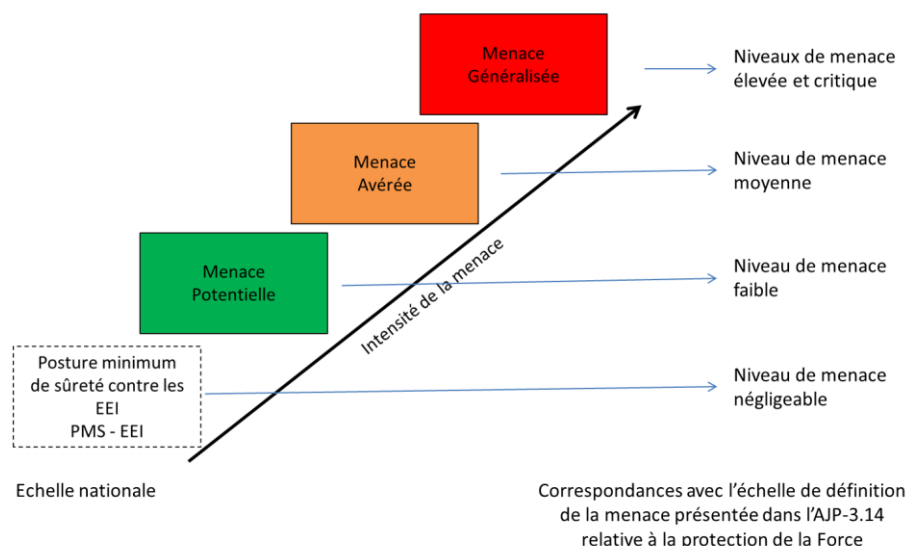 Menace
Généralisée
Niveaux de menace
élevée et critique
Menace
Avérée
Niveau de menace
moyenne
Menace
Potentielle
Intensité de la menace
Niveau de menace
faible
Posture minimum
de sûreté contre les
EEI
PMS - EEI
Niveau de menace
négligeable
Echelle nationale
Correspondances avec l’échelle de définition
de la menace présentée dans l’AJP-3.14
relative à la protection de la Force